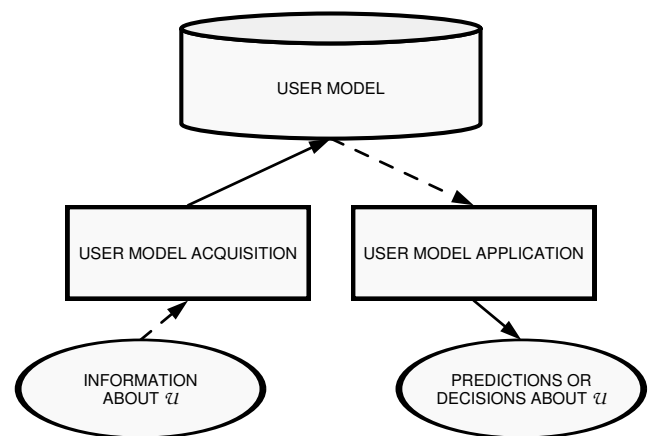 USER MODEL
USER MODEL ACQUISITION
USER MODEL APPLICATION
INFORMATION
ABOUT 𝒰
PREDICTIONS OR
DECISIONS ABOUT 𝒰